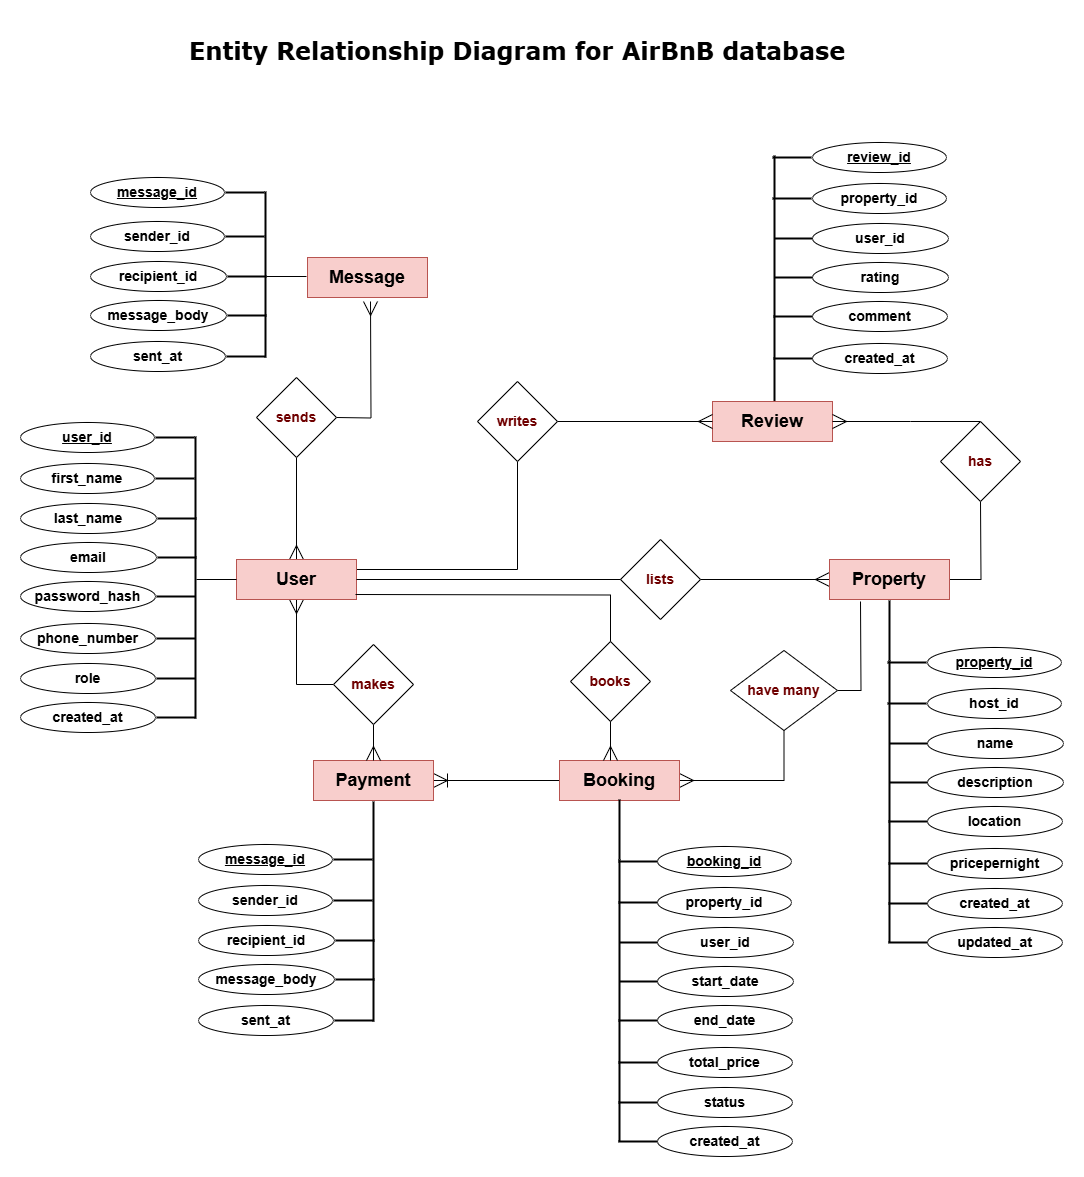 Entity Relationship Diagram for AirBnB database
message_id
sender_id
recipient_id
message_body
sent_at
Message
review_id
property_id
user_id
rating
comment
created_at
Review
sends
writes
has
user_id
first_name
last_name
email
password_hash
phone_number
role
created_at
User
lists
Property
makes
books
have many
property_id
host_id
name
description
location
pricepernight
created_at
updated_at
Payment
Booking
message_id
sender_id
recipient_id
message_body
sent_at
booking_id
property_id
user_id
start_date
end_date
total_price
status
created_at